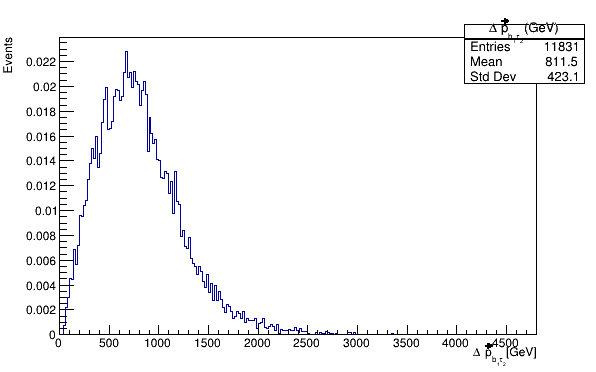 Δ p⃗ b₁τ₂ (GeV)
Entries 11831
Mean 811.5
Std Dev 423.1
Events
0.022
0.02
0.018
0.016
0.014
0.012
0.01
0.008
0.006
0.004
0.002
0
0 500 1000 1500 2000 2500 3000 3500 4000 4500
Δ p⃗ b₁τ₂ [GeV]